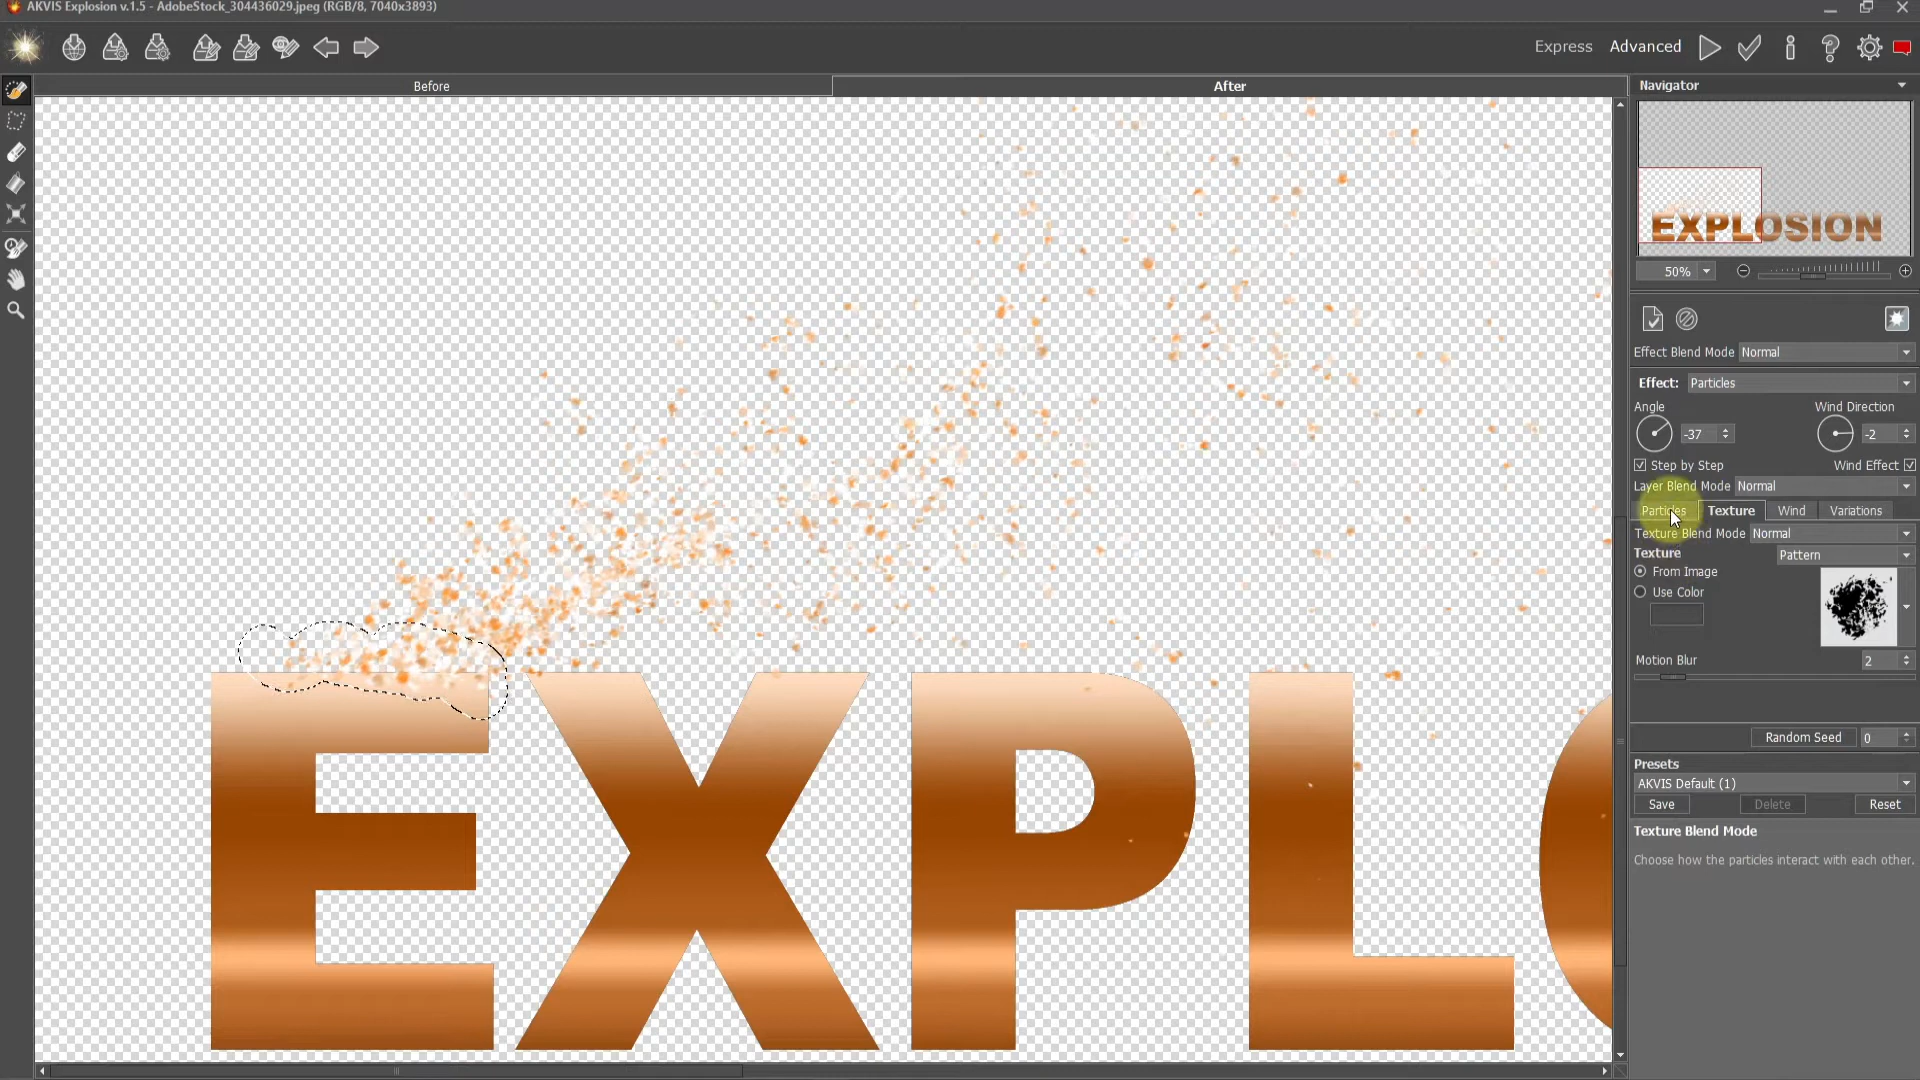 AKVIS Explosion v.1.5 - AdobeStock_304436029.jpeg (RGB/8, 7040x3893)
Express Advanced
Before After
Navigator
EXPLOSION
50%
Effect Blend Mode Normal
Effect: Particles
Angle Wind Direction
-37 -2
Step by Step Wind Effect
Layer Blend Mode Normal
Particles Texture Wind Variations
Texture Blend Mode Normal
Texture Pattern
From Image
Use Color
Motion Blur 2
Random Seed 0
Presets
AKVIS Default (1)
Save Delete Reset
Texture Blend Mode
Choose how the particles interact with each other.
EXPLO